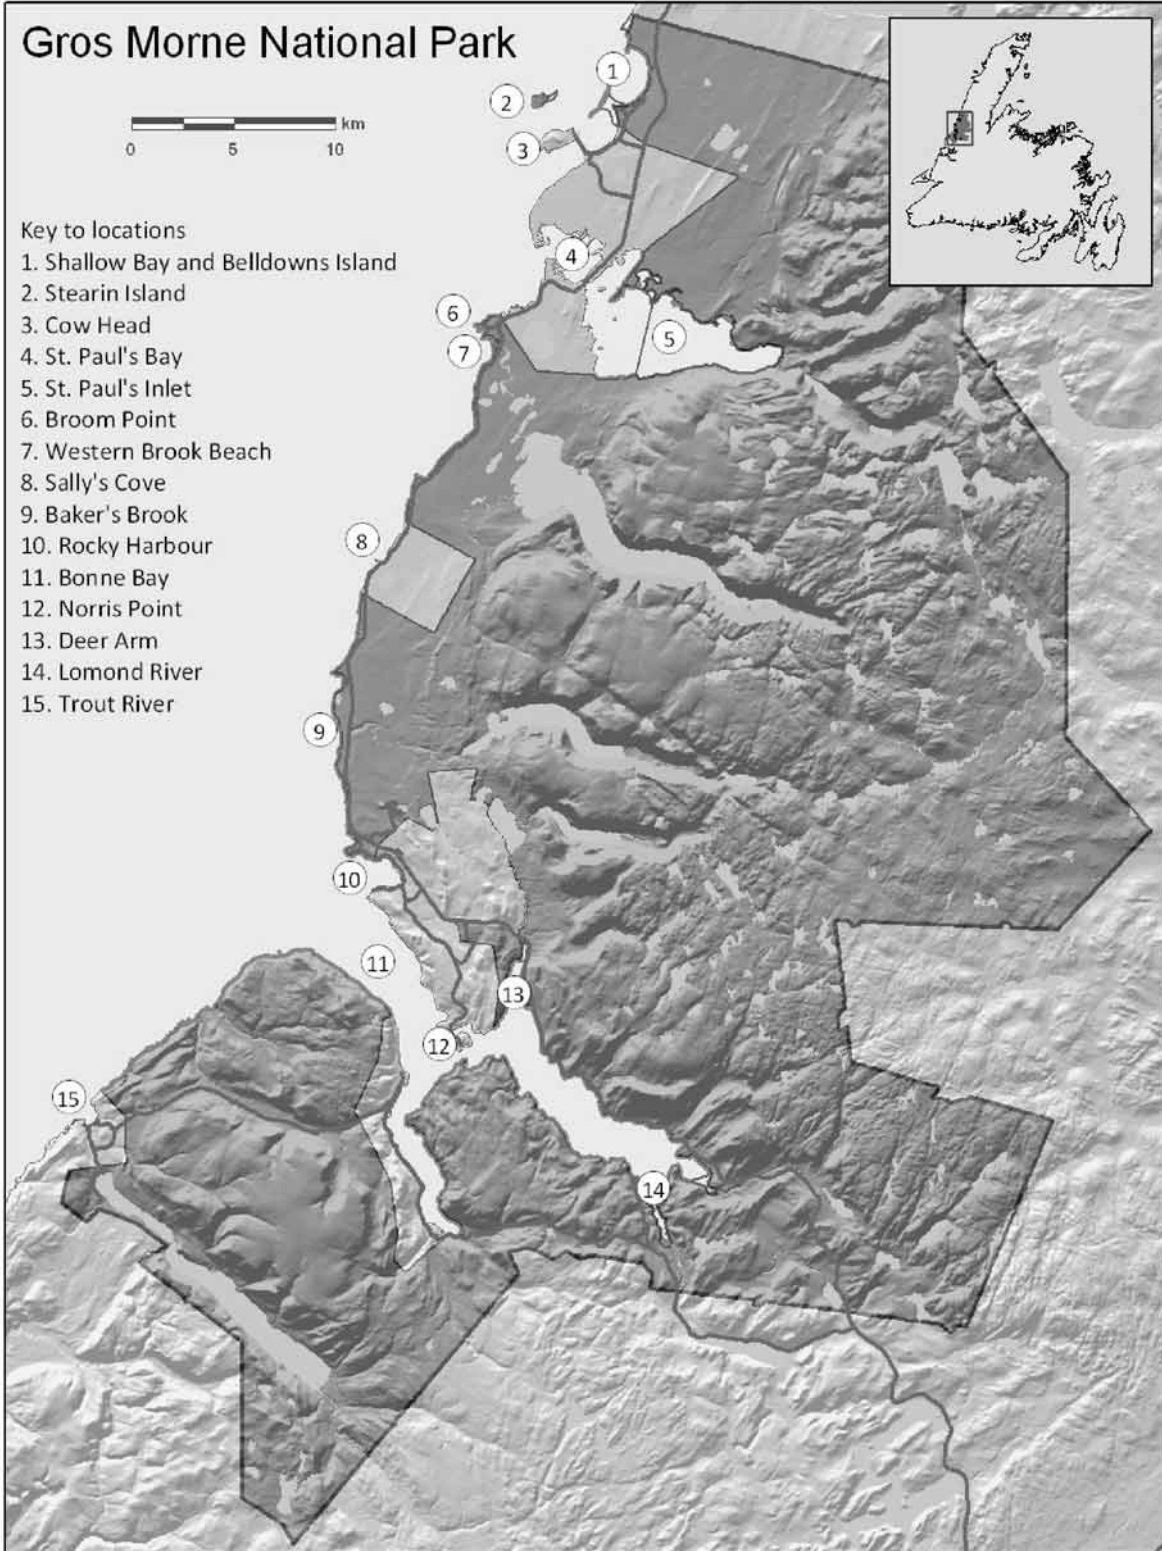 Gros Morne National Park
km
0 5 10
Key to locations
1. Shallow Bay and Belldowns Island
2. Stearin Island
3. Cow Head
4. St. Paul's Bay
5. St. Paul's Inlet
6. Broom Point
7. Western Brook Beach
8. Sally's Cove
9. Baker's Brook
10. Rocky Harbour
11. Bonne Bay
12. Norris Point
13. Deer Arm
14. Lomond River
15. Trout River
1
2
3
4
5
6
7
8
9
10
11
12
13
14
15